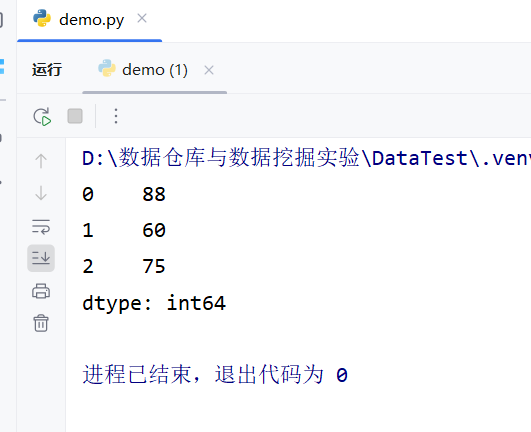 demo.py
运行 demo (1)
D:\数据仓库与数据挖掘实验\DataTest\.ven
0 88
1 60
2 75
dtype: int64
进程已结束，退出代码为 0